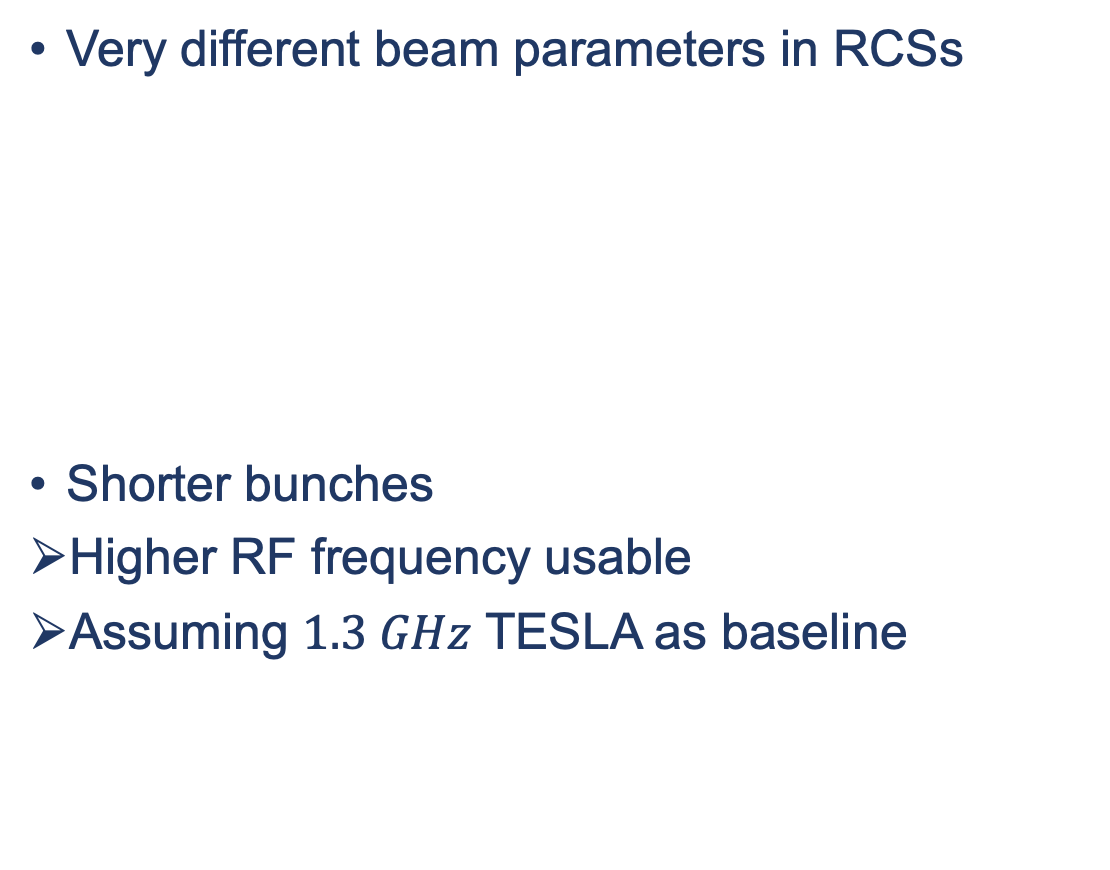 • Very different beam parameters in RCSs
• Shorter bunches
➢Higher RF frequency usable
➢Assuming 1.3 GHz TESLA as baseline